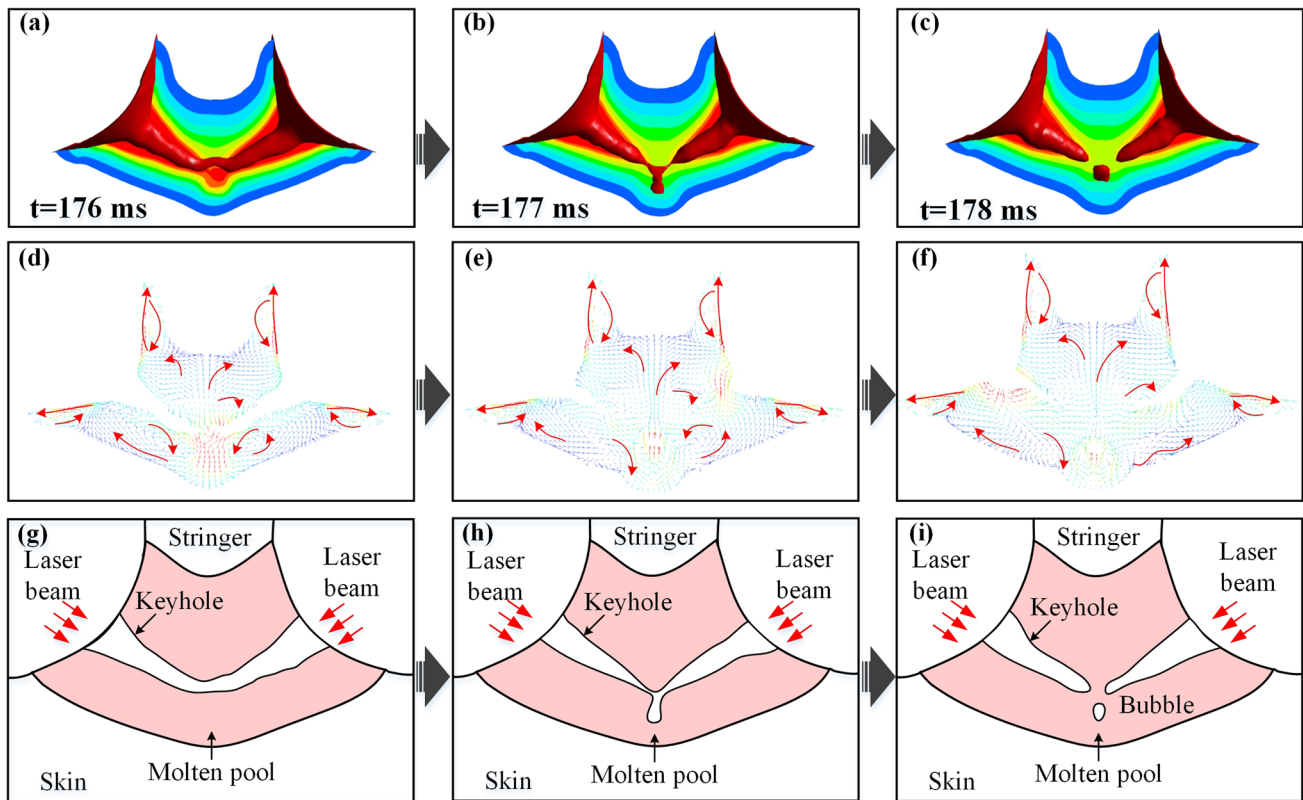 (a)
t=176 ms
(b)
t=177 ms
(c)
t=178 ms
(d)
(e)
(f)
(g)
Stringer
Laser
beam
Laser
beam
Keyhole
Molten pool
Skin
(h)
Stringer
Laser
beam
Laser
beam
Keyhole
Molten pool
Skin
(i)
Stringer
Laser
beam
Laser
beam
Keyhole
Bubble
Molten pool
Skin